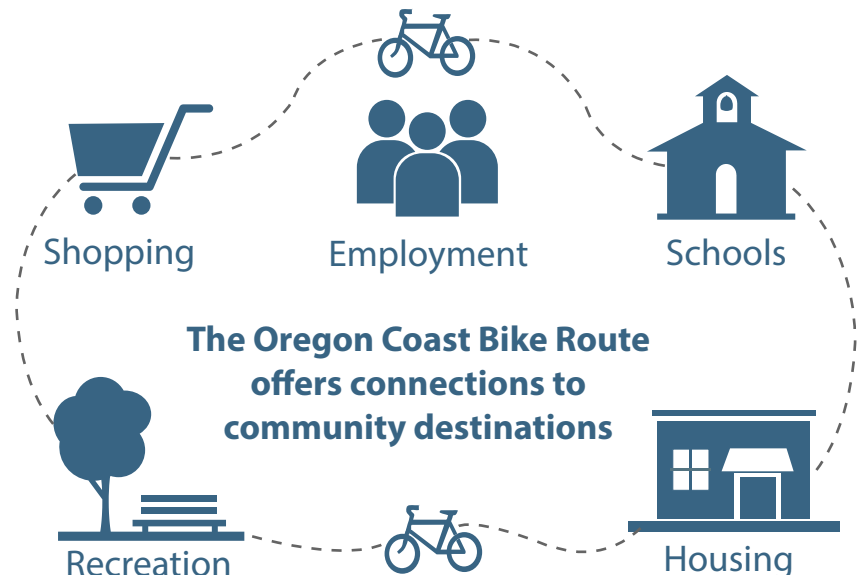 Shopping
Employment
Schools
The Oregon Coast Bike Route
offers connections to
community destinations
Recreation
Housing